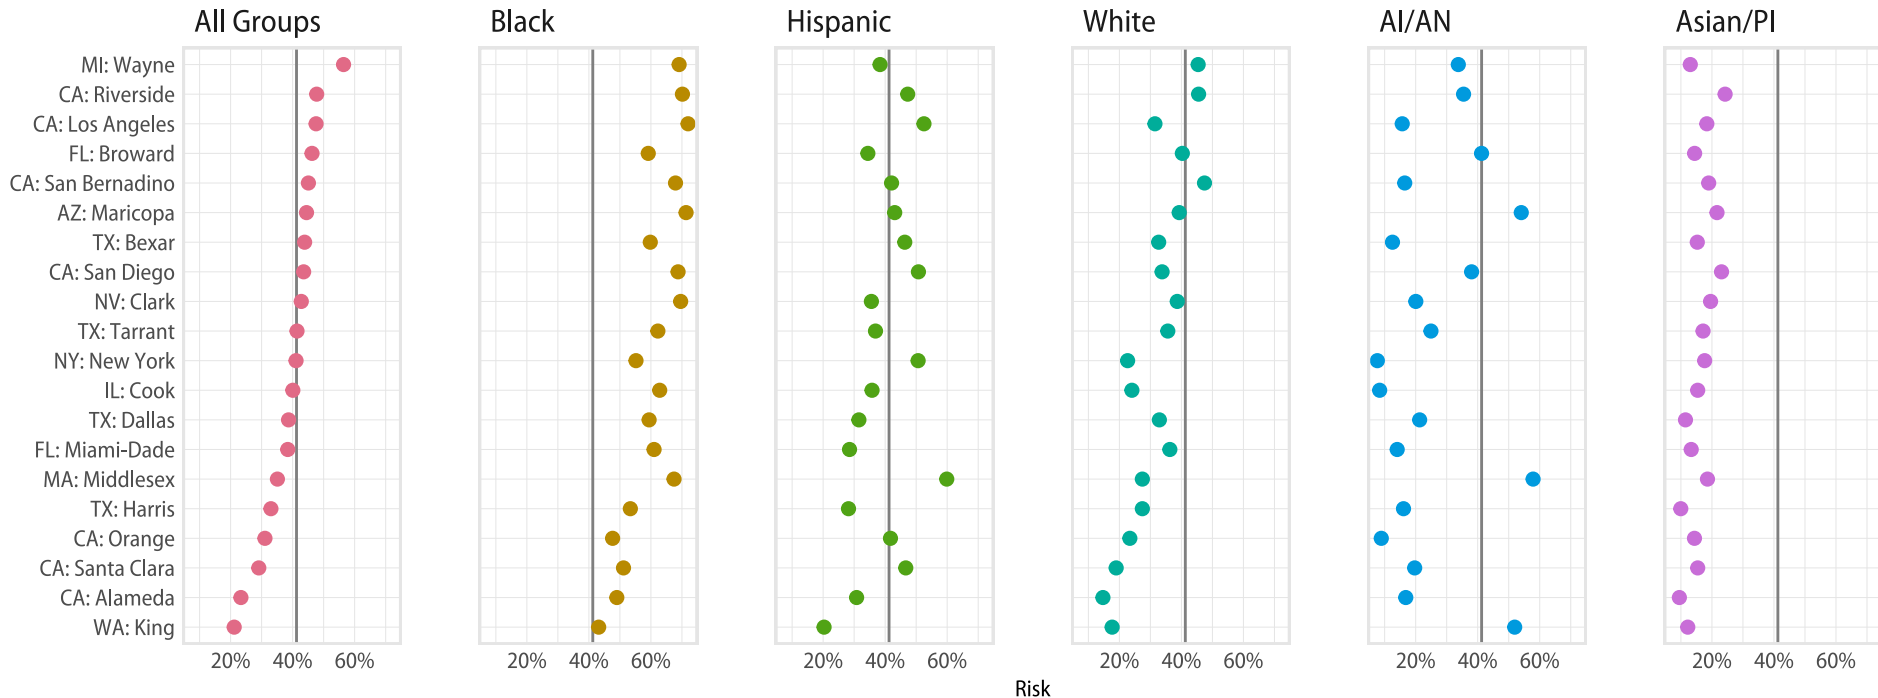 All Groups Black Hispanic White AI/AN Asian/PI
MI: Wayne
CA: Riverside
CA: Los Angeles
FL: Broward
CA: San Bernadino
AZ: Maricopa
TX: Bexar
CA: San Diego
NV: Clark
TX: Tarrant
NY: New York
IL: Cook
TX: Dallas
FL: Miami-Dade
MA: Middlesex
TX: Harris
CA: Orange
CA: Santa Clara
CA: Alameda
WA: King
20% 40% 60% 20% 40% 60% 20% 40% 60% 20% 40% 60% 20% 40% 60% 20% 40% 60%
Risk